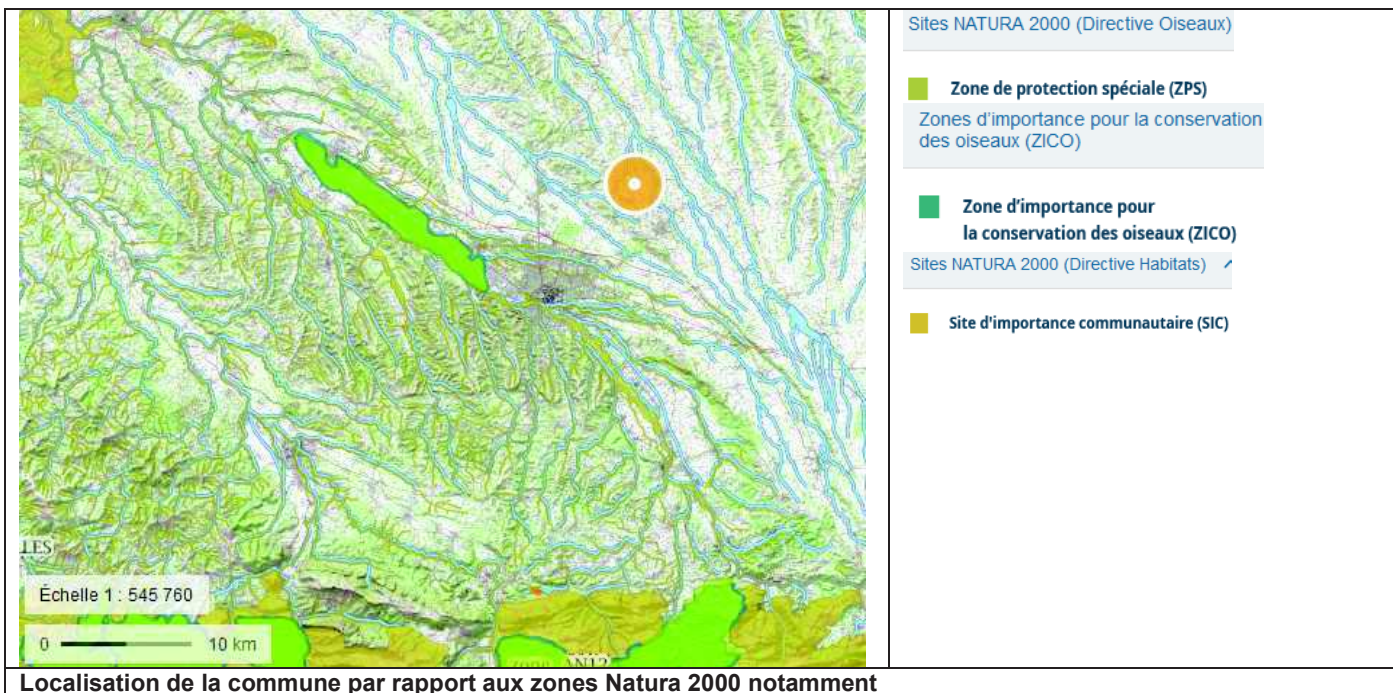 Sites NATURA 2000 (Directive Oiseaux)
Zone de protection spéciale (ZPS)
Zones d'importance pour la conservation
des oiseaux (ZICO)
Zone d'importance pour
la conservation des oiseaux (ZICO)
Sites NATURA 2000 (Directive Habitats)
Site d'importance communautaire (SIC)
LES
Échelle 1 : 545 760
0 10 km
Localisation de la commune par rapport aux zones Natura 2000 notamment